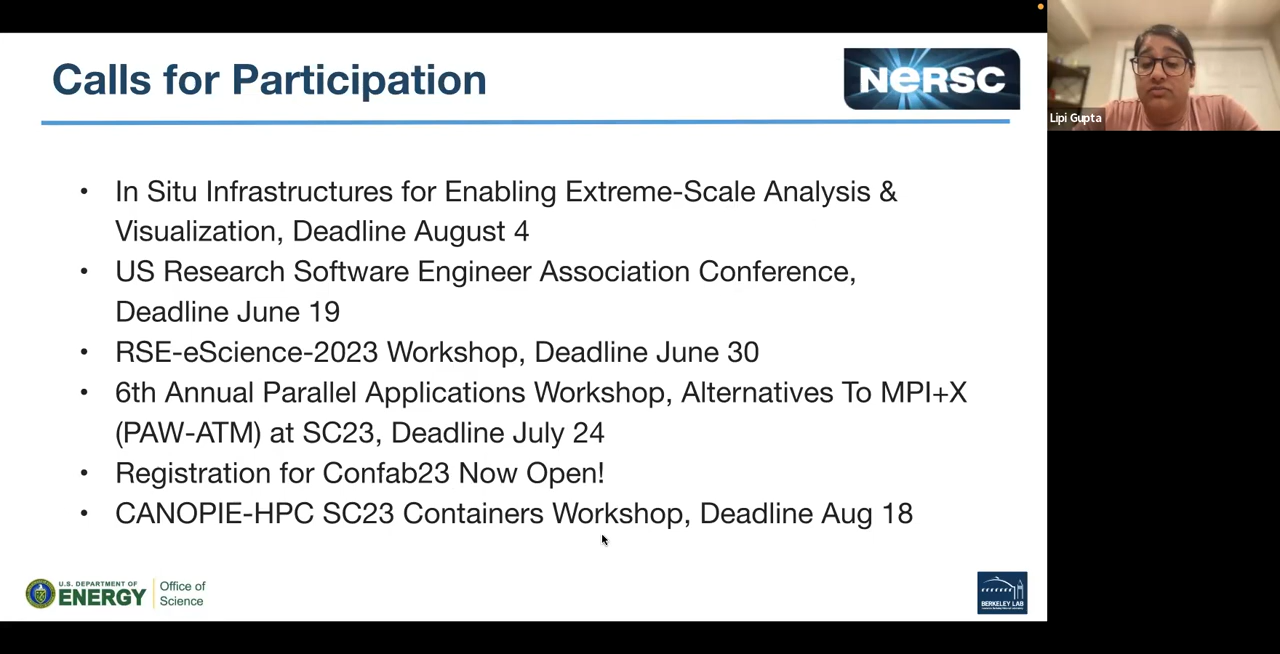 Calls for Participation
NERSC
Lipi Gupta
• In Situ Infrastructures for Enabling Extreme-Scale Analysis &
Visualization, Deadline August 4
• US Research Software Engineer Association Conference,
Deadline June 19
• RSE-eScience-2023 Workshop, Deadline June 30
• 6th Annual Parallel Applications Workshop, Alternatives To MPI+X
(PAW-ATM) at SC23, Deadline July 24
• Registration for Confab23 Now Open!
• CANOPIE-HPC SC23 Containers Workshop, Deadline Aug 18
U.S. DEPARTMENT OF
ENERGY
Office of
Science
BERKELEY LAB